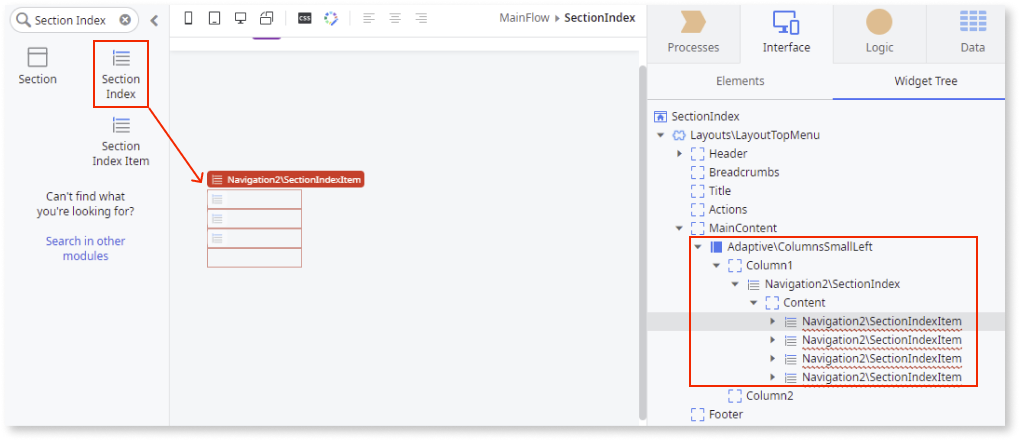 Section Index
Section
Section
Index
Section
Index Item
Can't find what
you're looking for?
Search in other
modules
CSS
MainFlow ▸ SectionIndex
Navigation2\SectionIndexItem
Processes
Interface
Logic
Data
Elements
Widget Tree
SectionIndex
Layouts\LayoutTopMenu
Header
Breadcrumbs
Title
Actions
MainContent
Adaptive\ColumnsSmallLeft
Column1
Navigation2\SectionIndex
Content
Navigation2\SectionIndexItem
Navigation2\SectionIndexItem
Navigation2\SectionIndexItem
Navigation2\SectionIndexItem
Column2
Footer